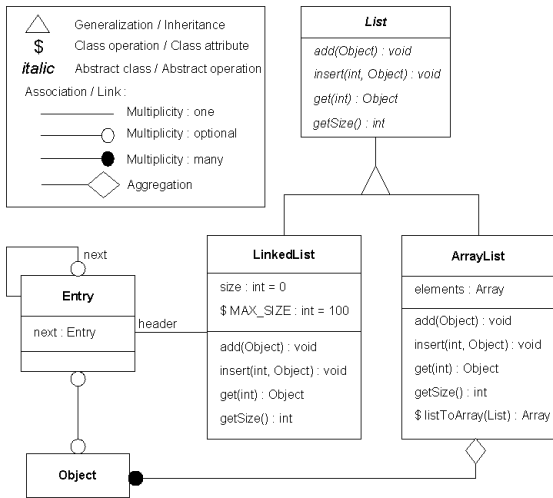 Generalization / Inheritance
$ Class operation / Class attribute
italic Abstract class / Abstract operation
Association / Link :
Multiplicity : one
Multiplicity : optional
Multiplicity : many
Aggregation
List
add(Object) : void
insert(int, Object) : void
get(int) : Object
getSize() : int
next
Entry
next : Entry
header
LinkedList
size : int = 0
$ MAX_SIZE : int = 100
add(Object) : void
insert(int, Object) : void
get(int) : Object
getSize() : int
ArrayList
elements : Array
add(Object) : void
insert(int, Object) : void
get(int) : Object
getSize() : int
$ listToArray(List) : Array
Object